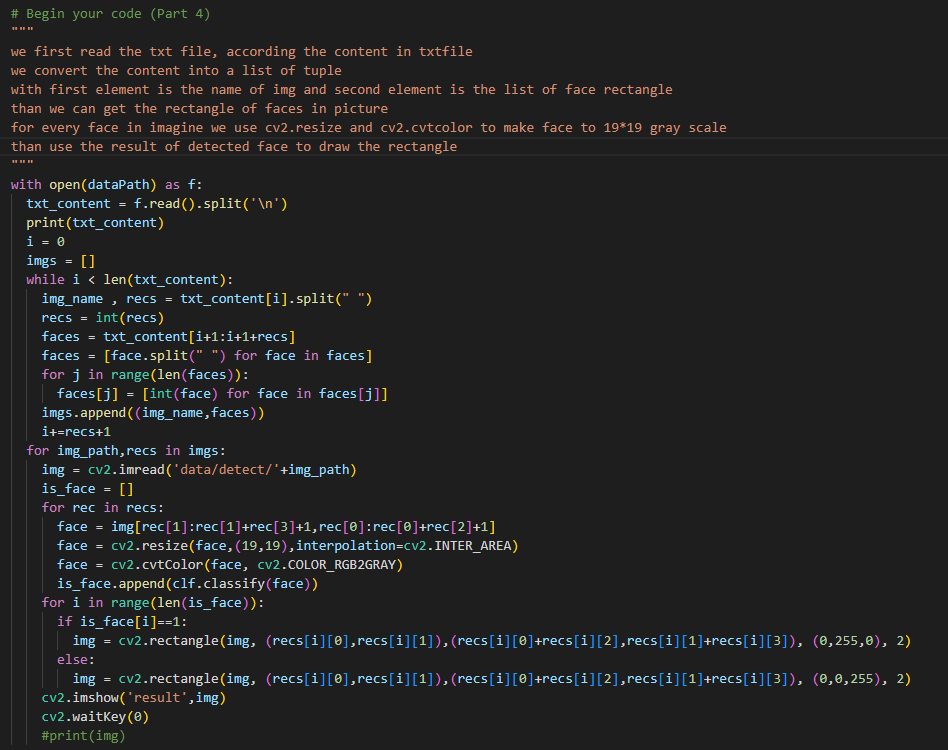 # Begin your code (Part 4)
"""
we first read the txt file, according the content in txtfile
we convert the content into a list of tuple
with first element is the name of img and second element is the list of face rectangle
than we can get the rectangle of faces in picture
for every face in imagine we use cv2.resize and cv2.cvtcolor to make face to 19*19 gray scale
than use the result of detected face to draw the rectangle
"""
with open(dataPath) as f:
  txt_content = f.read().split('\n')
  print(txt_content)
  i = 0
  imgs = []
  while i < len(txt_content):
    img_name , recs = txt_content[i].split(" ")
    recs = int(recs)
    faces = txt_content[i+1:i+1+recs]
    faces = [face.split(" ") for face in faces]
    for j in range(len(faces)):
      faces[j] = [int(face) for face in faces[j]]
    imgs.append((img_name,faces))
    i+=recs+1
  for img_path,recs in imgs:
    img = cv2.imread('data/detect/'+img_path)
    is_face = []
    for rec in recs:
      face = img[rec[1]:rec[1]+rec[3]+1,rec[0]:rec[0]+rec[2]+1]
      face = cv2.resize(face,(19,19),interpolation=cv2.INTER_AREA)
      face = cv2.cvtColor(face, cv2.COLOR_RGB2GRAY)
      is_face.append(clf.classify(face))
    for i in range(len(is_face)):
      if is_face[i]==1:
        img = cv2.rectangle(img, (recs[i][0],recs[i][1]),(recs[i][0]+recs[i][2],recs[i][1]+recs[i][3]), (0,255,0), 2)
      else:
        img = cv2.rectangle(img, (recs[i][0],recs[i][1]),(recs[i][0]+recs[i][2],recs[i][1]+recs[i][3]), (0,0,255), 2)
    cv2.imshow('result',img)
    cv2.waitKey(0)
    #print(img)